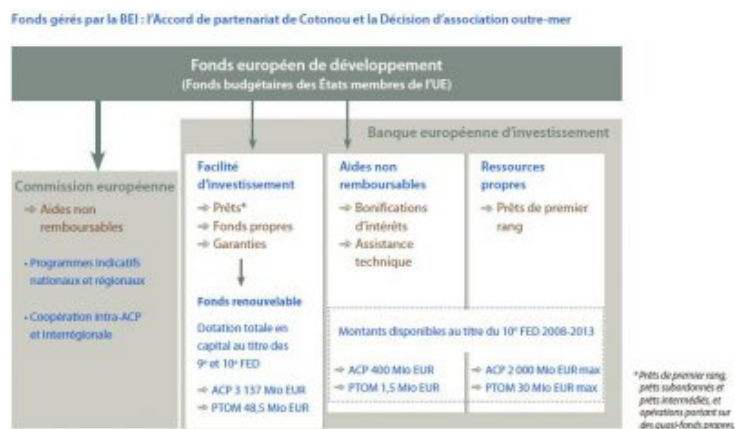 Fonds gérés par la BEI : l'Accord de partenariat de Cotonou et la Décision d'association outre-mer
Fonds européen de développement
(Fonds budgétaires des États membres de l'UE)
Banque européenne d'investissement
Commission européenne
⇒ Aides non
remboursables
• Programmes indicatifs
nationaux et régionaux
• Coopération intra-ACP
et interrégionale
Facilité
d'investissement
⇒ Prêts*
⇒ Fonds propres
⇒ Garanties
Fonds renouvelable
Dotation totale en
capital au titre des
9e et 10e FED
⇒ ACP 3 137 Mio EUR
⇒ PTOM 48,5 Mio EUR
Aides non
remboursables
⇒ Bonifications
d'intérêts
⇒ Assistance
technique
Ressources
propres
⇒ Prêts de premier
rang
Montants disponibles au titre du 10e FED 2008-2013
⇒ ACP 400 Mio EUR
⇒ PTOM 1,5 Mio EUR
⇒ ACP 2 000 Mio EUR max
⇒ PTOM 30 Mio EUR max
* Prêts de premier rang,
prêts subordonnés et
prêts intermédiés, et
opérations portant sur
des quasi-fonds propres.